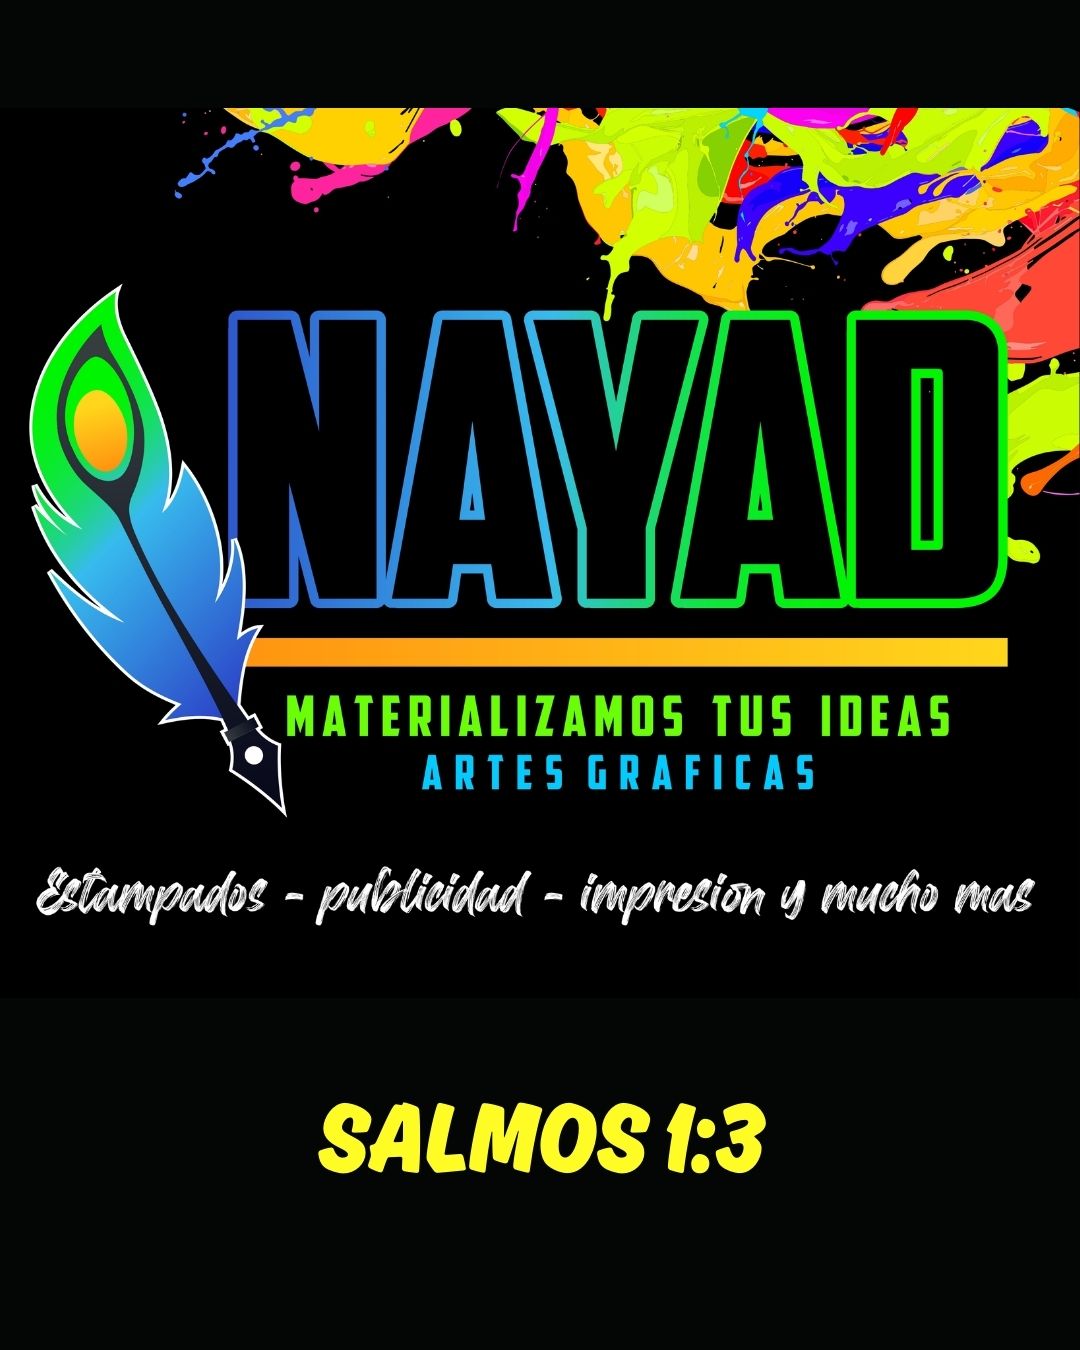 NAYAD
MATERIALIZAMOS TUS IDEAS
ARTES GRAFICAS
Estampados - publicidad - impresion y mucho mas
SALMOS 1:3